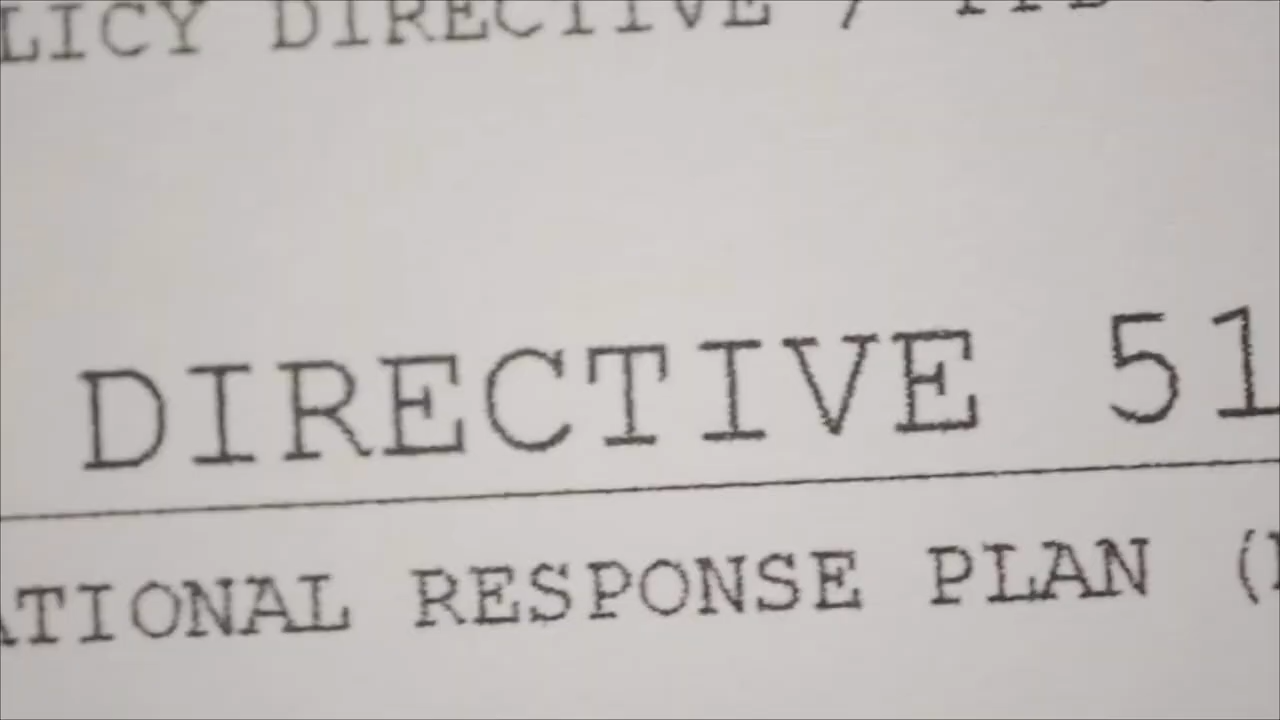 LICY DIRECTIVE /
DIRECTIVE 51
ATIONAL RESPONSE PLAN (